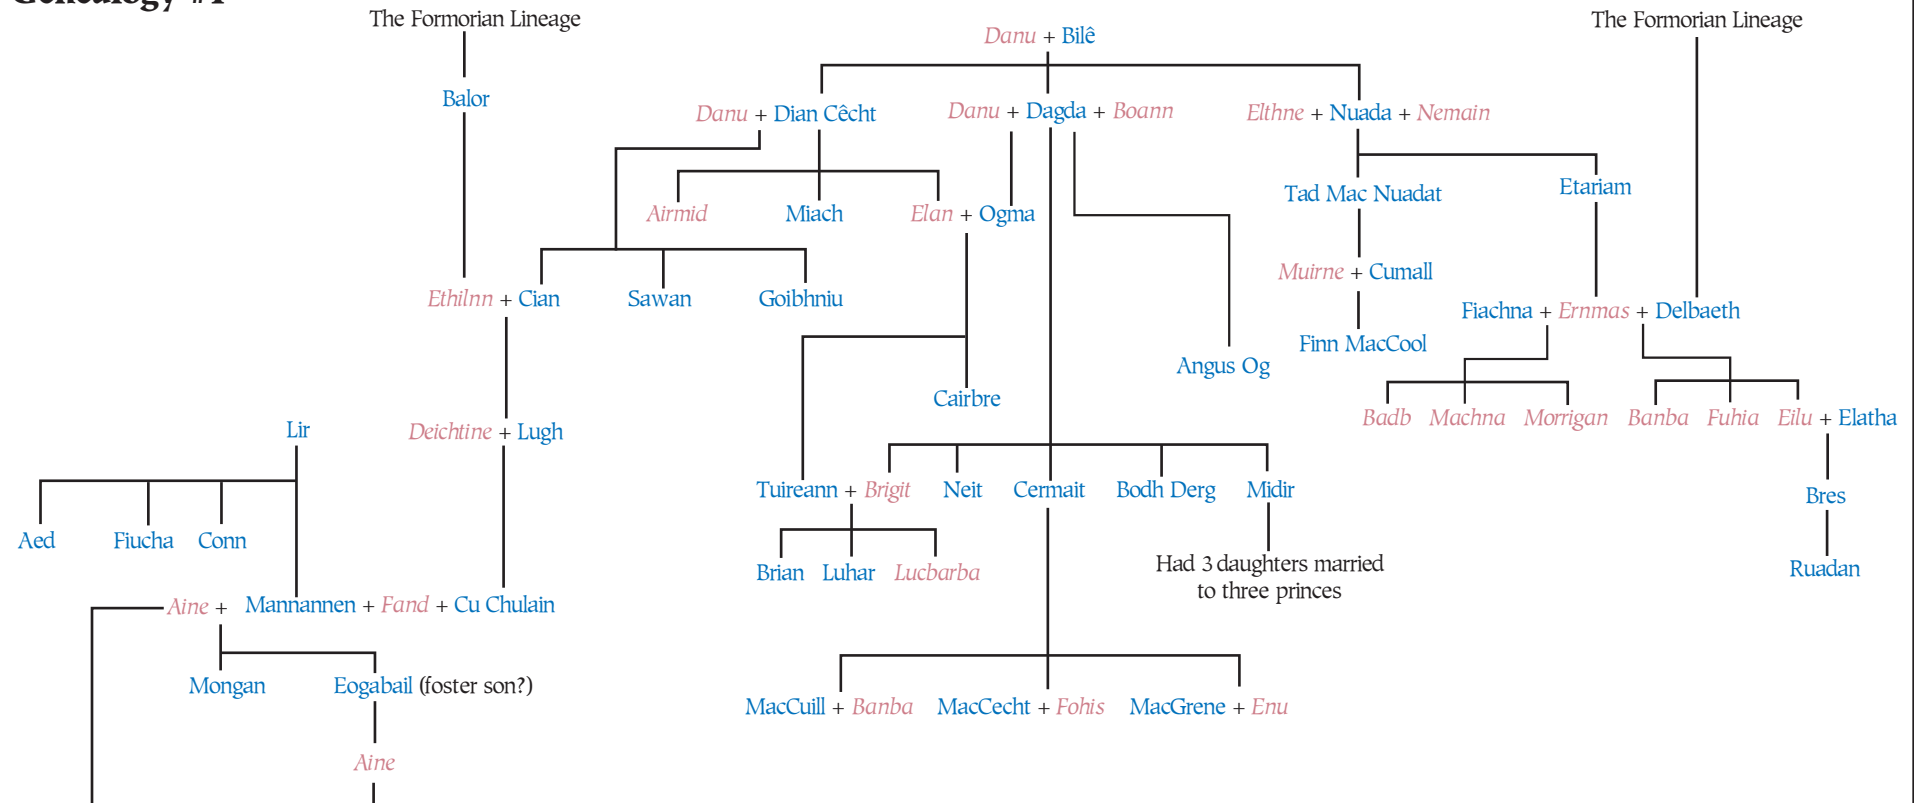 Genealogy #1
The Formorian Lineage
The Formorian Lineage
Danu + Bilê
Balor
Danu + Dian Cêcht
Danu + Dagda + Boann
Elthne + Nuada + Nemain
Tad Mac Nuadat
Etariam
Airmid
Miach
Elan + Ogma
Muirne + Cumall
Ethilnn + Cian
Sawan
Goibhniu
Fiachna + Ernmas + Delbaeth
Finn MacCool
Angus Og
Cairbre
Badb
Machna
Morrigan
Banba
Fuhia
Eilu + Elatha
Lir
Deichtine + Lugh
Tuireann + Brigit
Neit
Cermait
Bodh Derg
Midir
Bres
Aed
Fiucha
Conn
Brian
Luhar
Lucbarba
Had 3 daughters married
to three princes
Ruadan
Aine +
Mannannen + Fand + Cu Chulain
Mongan
Eogabail (foster son?)
MacCuill + Banba
MacCecht + Fohis
MacGrene + Enu
Aine